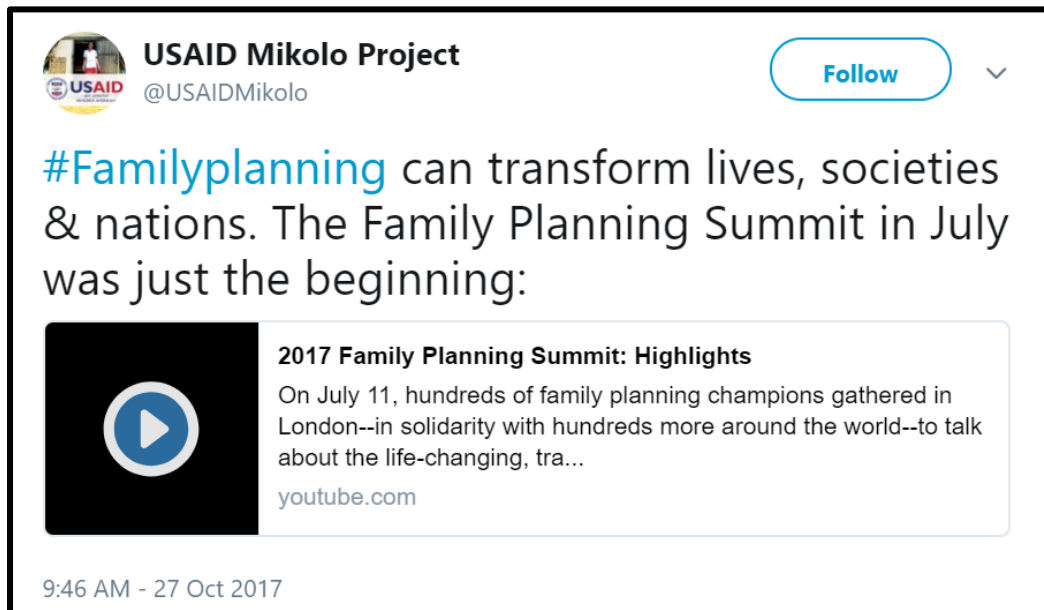 USAID Mikolo Project
@USAIDMikolo
Follow
USAID
#Familyplanning can transform lives, societies
& nations. The Family Planning Summit in July
was just the beginning:
2017 Family Planning Summit: Highlights
On July 11, hundreds of family planning champions gathered in
London--in solidarity with hundreds more around the world--to talk
about the life-changing, tra...
youtube.com
9:46 AM - 27 Oct 2017